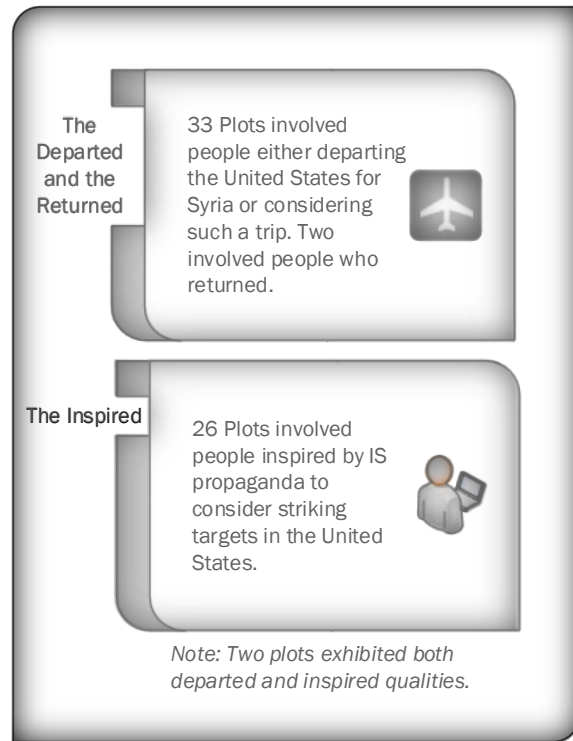 The
Departed
and the
Returned
33 Plots involved
people either departing
the United States for
Syria or considering
such a trip. Two
involved people who
returned.
The Inspired
26 Plots involved
people inspired by IS
propaganda to
consider striking
targets in the United
States.
Note: Two plots exhibited both
departed and inspired qualities.